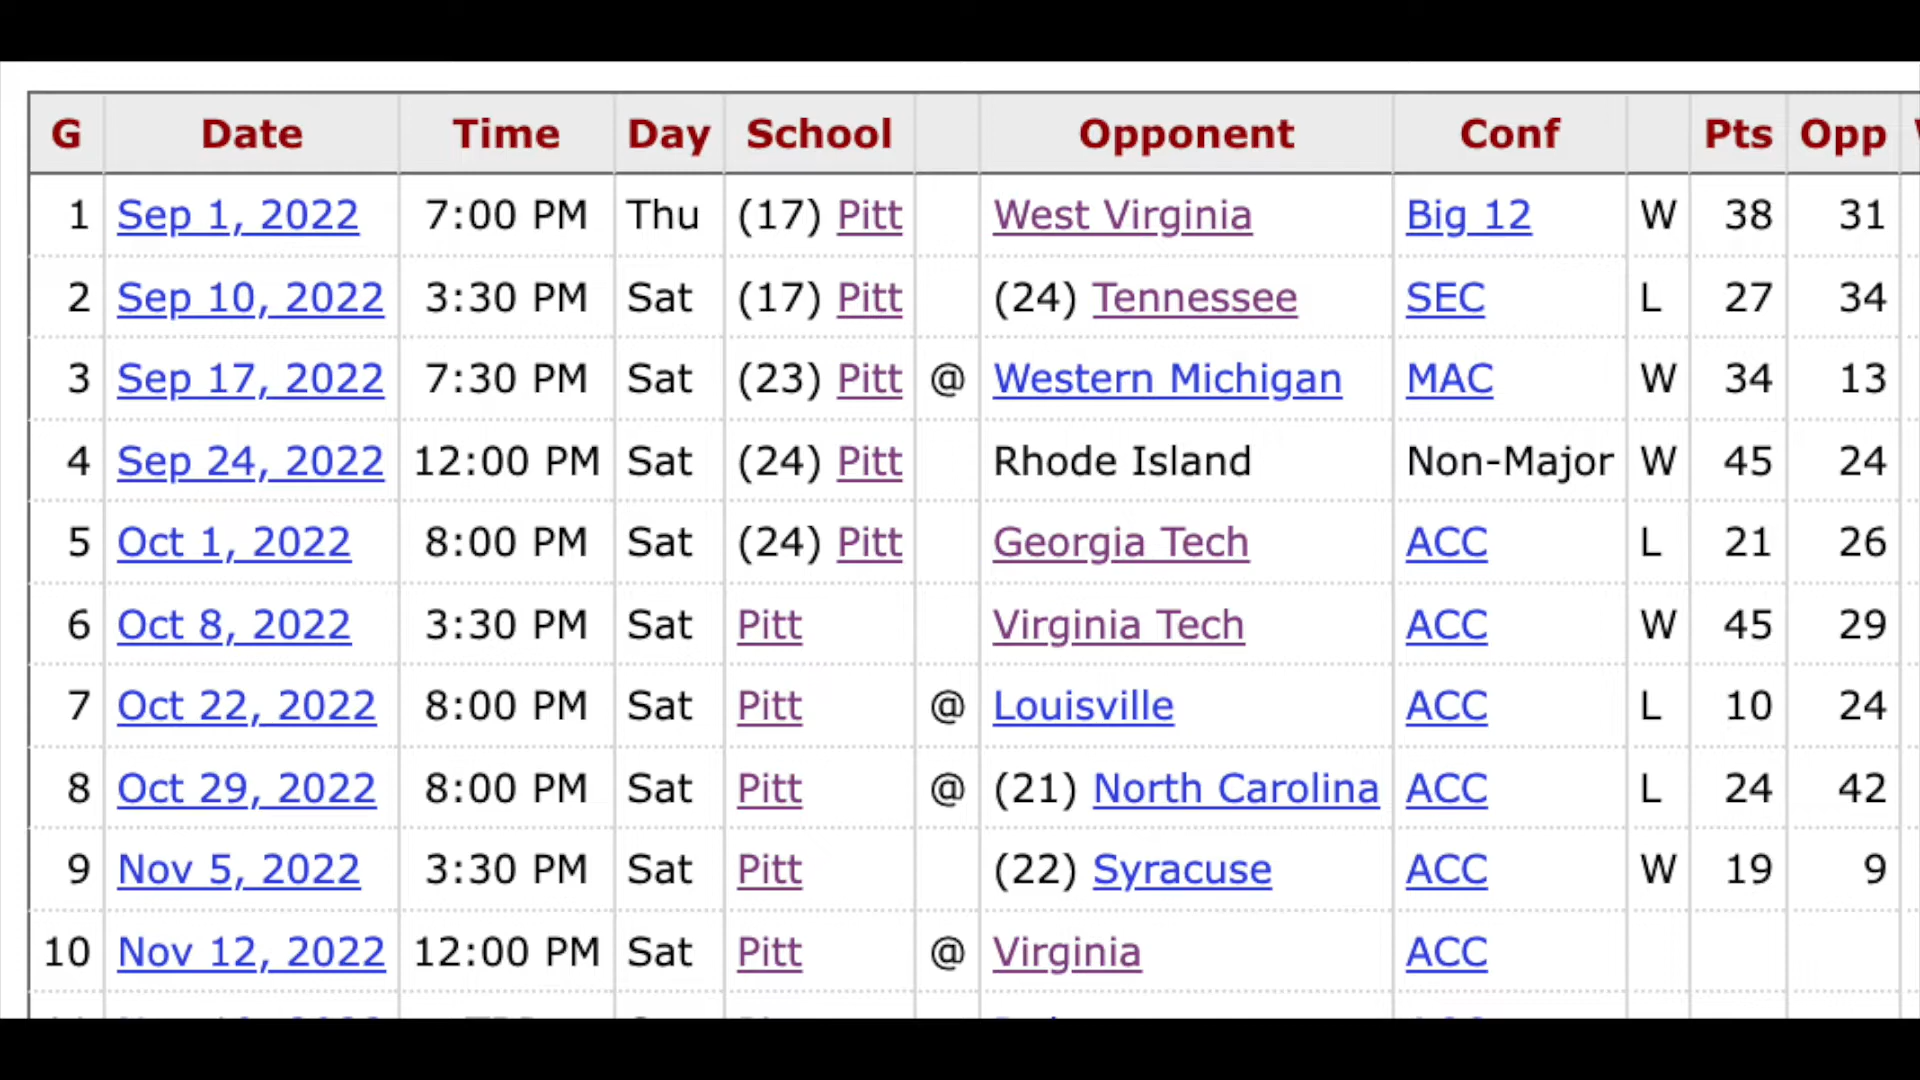 G Date Time Day School Opponent Conf Pts Opp
1 Sep 1, 2022 7:00 PM Thu (17) Pitt West Virginia Big 12 W 38 31
2 Sep 10, 2022 3:30 PM Sat (17) Pitt (24) Tennessee SEC L 27 34
3 Sep 17, 2022 7:30 PM Sat (23) Pitt @ Western Michigan MAC W 34 13
4 Sep 24, 2022 12:00 PM Sat (24) Pitt Rhode Island Non-Major W 45 24
5 Oct 1, 2022 8:00 PM Sat (24) Pitt Georgia Tech ACC L 21 26
6 Oct 8, 2022 3:30 PM Sat Pitt Virginia Tech ACC W 45 29
7 Oct 22, 2022 8:00 PM Sat Pitt @ Louisville ACC L 10 24
8 Oct 29, 2022 8:00 PM Sat Pitt @ (21) North Carolina ACC L 24 42
9 Nov 5, 2022 3:30 PM Sat Pitt (22) Syracuse ACC W 19 9
10 Nov 12, 2022 12:00 PM Sat Pitt @ Virginia ACC